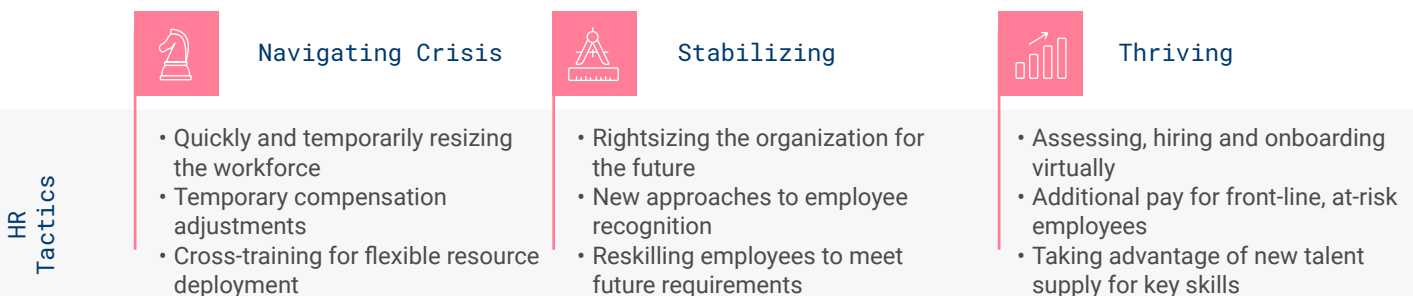 Navigating Crisis
Stabilizing
Thriving
HR
Tactics
• Quickly and temporarily resizing
the workforce
• Temporary compensation
adjustments
• Cross-training for flexible resource
deployment
• Rightsizing the organization for
the future
• New approaches to employee
recognition
• Reskilling employees to meet
future requirements
• Assessing, hiring and onboarding
virtually
• Additional pay for front-line, at-risk
employees
• Taking advantage of new talent
supply for key skills